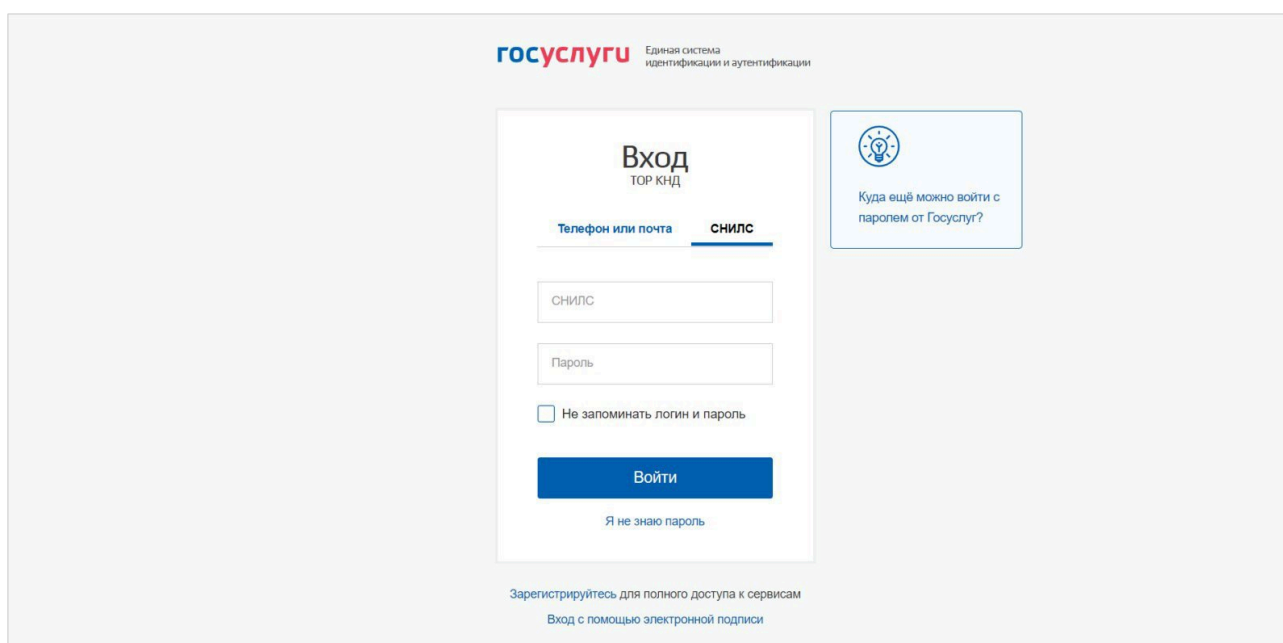 госуслуги
Единая система
идентификации и аутентификации
Вход
ТОР КНД
Телефон или почта
СНИЛС
СНИЛС
Пароль
Не запоминать логин и пароль
Войти
Я не знаю пароль
Куда ещё можно войти с
паролем от Госуслуг?
Зарегистрируйтесь для полного доступа к сервисам
Вход с помощью электронной подписи